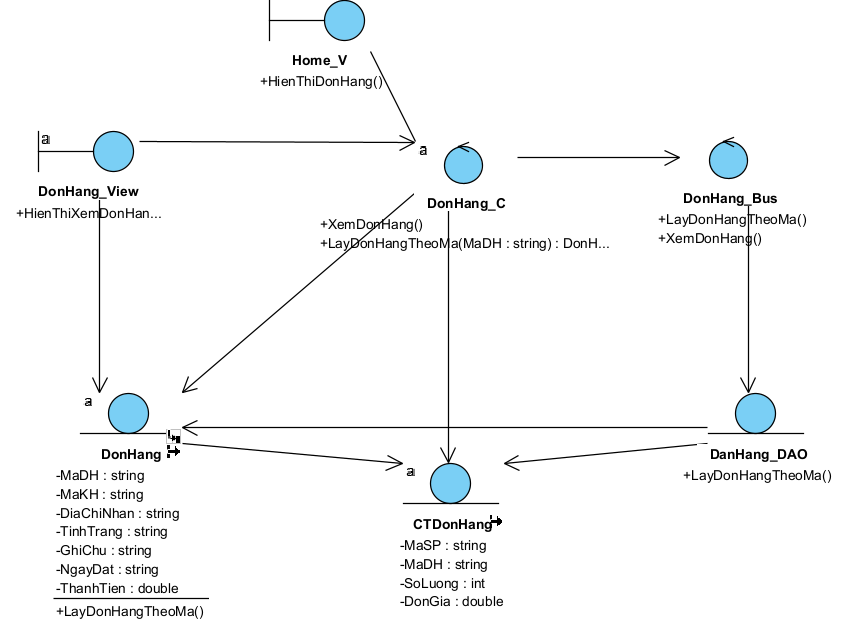 Home_V
+HienThiDonHang()
a
DonHang_View
+HienThiXemDonHan...
a
DonHang_C
+XemDonHang()
+LayDonHangTheoMa(MaDH : string) : DonH...
DonHang_Bus
+LayDonHangTheoMa()
+XemDonHang()
a
DonHang
-MaDH : string
-MaKH : string
-DiaChiNhan : string
-TinhTrang : string
-GhiChu : string
-NgayDat : string
-ThanhTien : double
+LayDonHangTheoMa()
a
CTDonHang
-MaSP : string
-MaDH : string
-SoLuong : int
-DonGia : double
DanHang_DAO
+LayDonHangTheoMa()